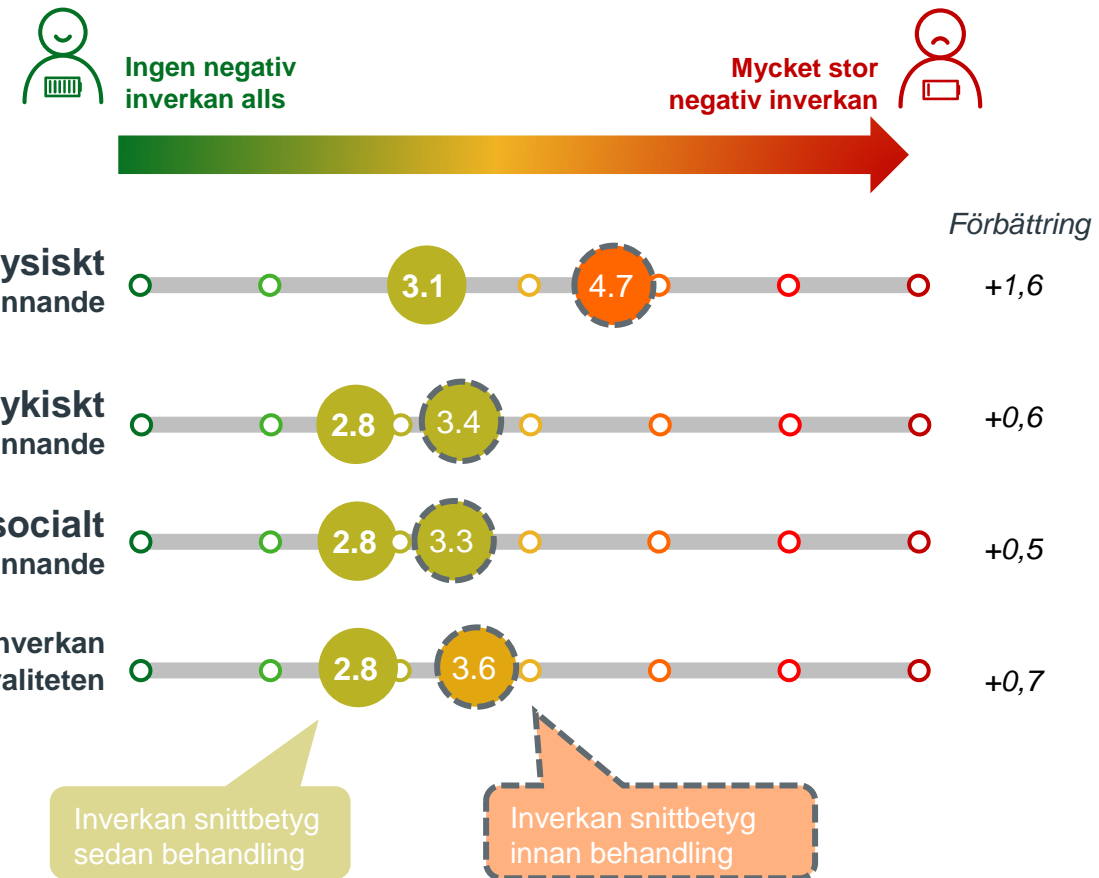 Ingen negativ
inverkan alls
Mycket stor
negativ inverkan
Förbättring
ysiskt
nnande
3.1
4.7
+1,6
ykiskt
nnande
2.8
3.4
+0,6
socialt
nnande
2.8
3.3
+0,5
nverkan
valiteten
2.8
3.6
+0,7
Inverkan snittbetyg
sedan behandling
Inverkan snittbetyg
innan behandling